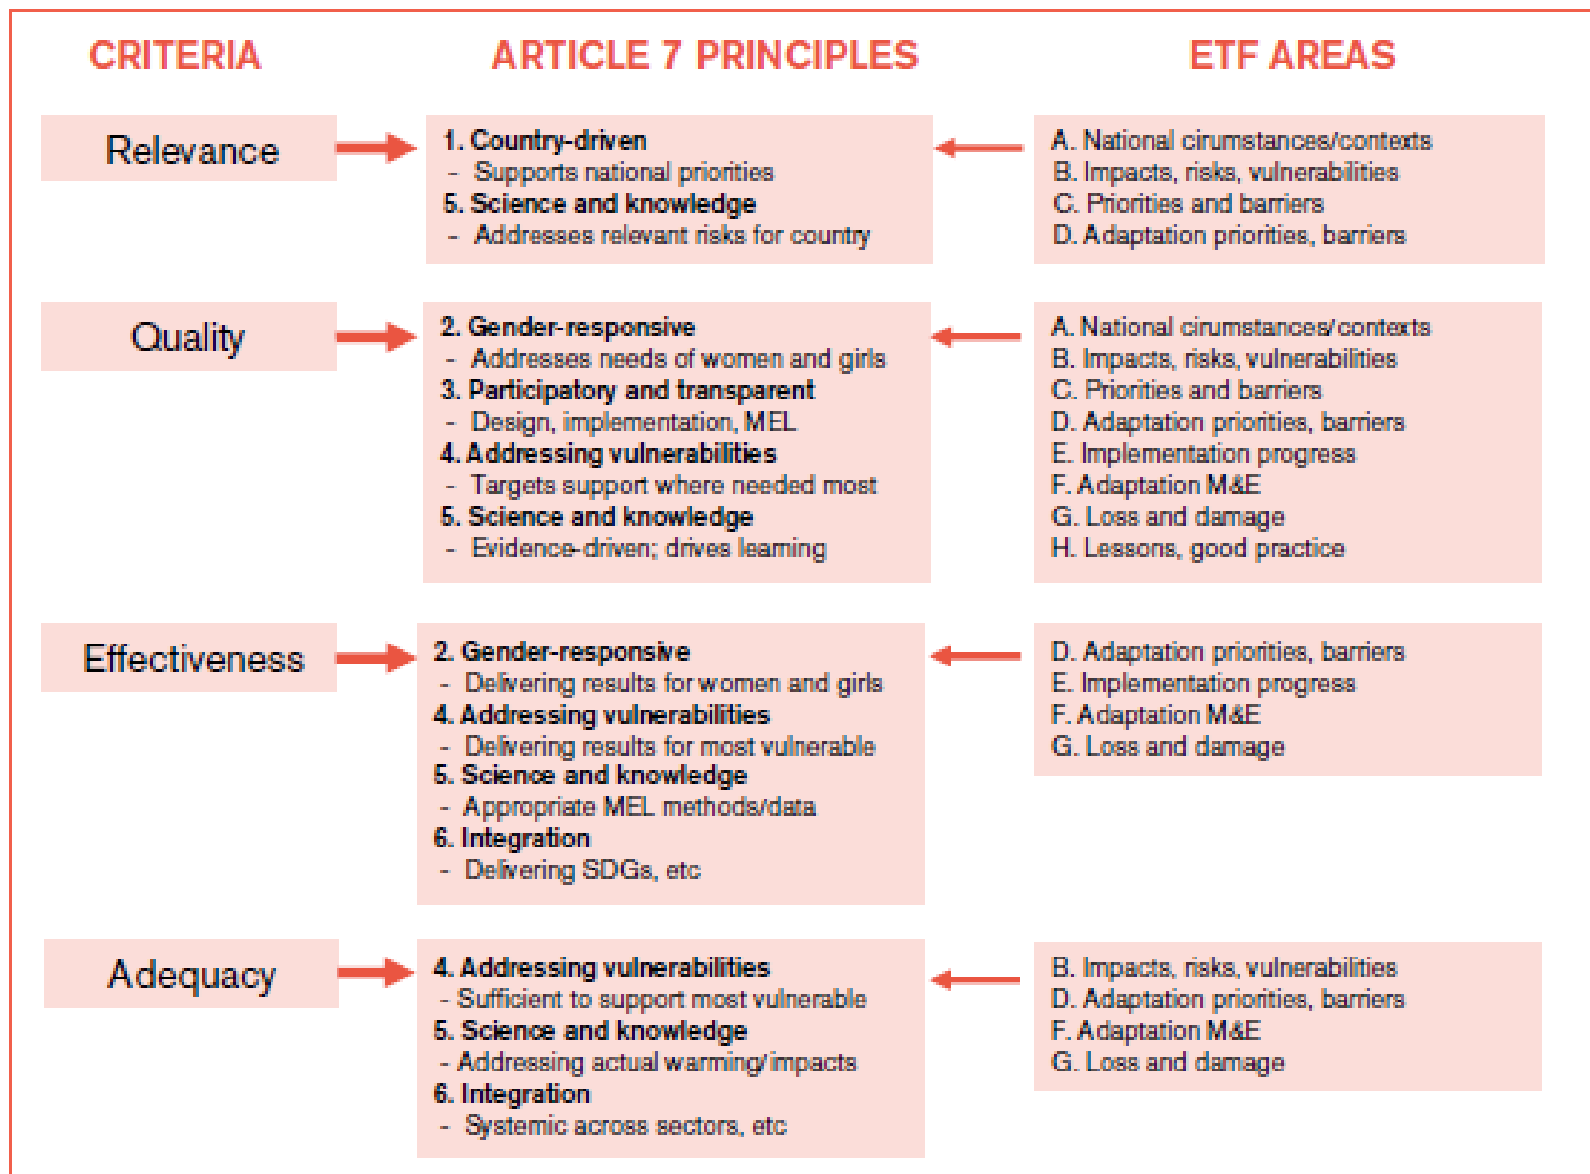 CRITERIA
ARTICLE 7 PRINCIPLES
ETF AREAS
Relevance
1. Country-driven
- Supports national priorities
5. Science and knowledge
- Addresses relevant risks for country
A. National cirumstances/contexts
B. Impacts, risks, vulnerabilities
C. Priorities and barriers
D. Adaptation priorities, barriers
Quality
2. Gender-responsive
- Addresses needs of women and girls
3. Participatory and transparent
- Design, implementation, MEL
4. Addressing vulnerabilities
- Targets support where needed most
5. Science and knowledge
- Evidence-driven; drives learning
A. National cirumstances/contexts
B. Impacts, risks, vulnerabilities
C. Priorities and barriers
D. Adaptation priorities, barriers
E. Implementation progress
F. Adaptation M&E
G. Loss and damage
H. Lessons, good practice
Effectiveness
2. Gender-responsive
- Delivering results for women and girls
4. Addressing vulnerabilities
- Delivering results for most vulnerable
5. Science and knowledge
- Appropriate MEL methods/data
6. Integration
- Delivering SDGs, etc
D. Adaptation priorities, barriers
E. Implementation progress
F. Adaptation M&E
G. Loss and damage
Adequacy
4. Addressing vulnerabilities
- Sufficient to support most vulnerable
5. Science and knowledge
- Addressing actual warming/impacts
6. Integration
- Systemic across sectors, etc
B. Impacts, risks, vulnerabilities
D. Adaptation priorities, barriers
F. Adaptation M&E
G. Loss and damage